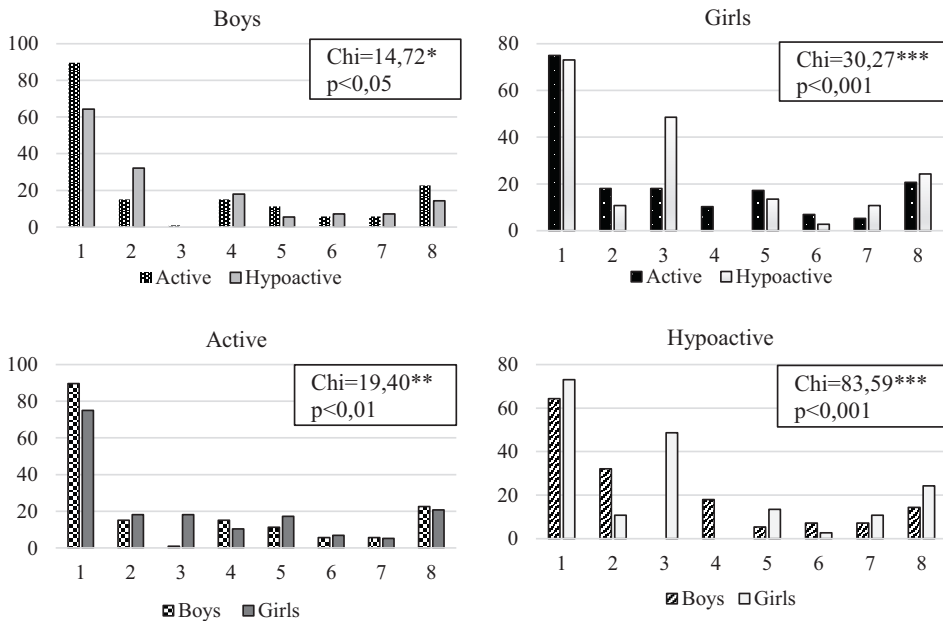 Boys
100
80
60
40
20
0
Chi=14,72*
p<0,05
1 2 3 4 5 6 7 8
Active Hypoactive
Girls
80
60
40
20
0
Chi=30,27***
p<0,001
1 2 3 4 5 6 7 8
Active Hypoactive
Active
100
80
60
40
20
0
Chi=19,40**
p<0,01
1 2 3 4 5 6 7 8
Boys Girls
Hypoactive
80
60
40
20
0
Chi=83,59***
p<0,001
1 2 3 4 5 6 7 8
Boys Girls